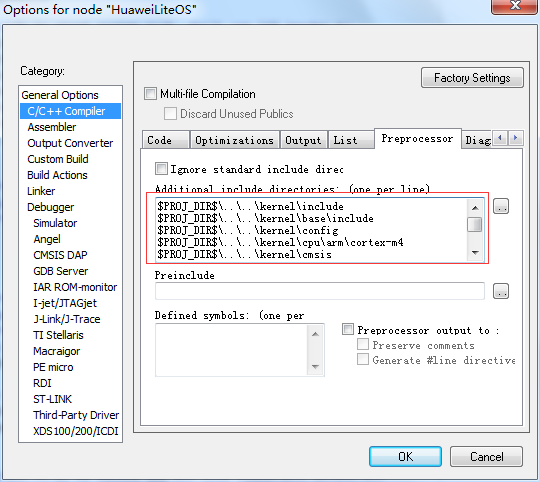 Options for node "HuaweiLiteOS"
Category:
General Options
C/C++ Compiler
Assembler
Output Converter
Custom Build
Build Actions
Linker
Debugger
Simulator
Angel
CMSIS DAP
GDB Server
IAR ROM-monitor
I-jet/JTAGjet
J-Link/J-Trace
TI Stellaris
Macraigor
PE micro
RDI
ST-LINK
Third-Party Driver
XDS100/200/ICDI
Factory Settings
Multi-file Compilation
Discard Unused Publics
Code Optimizations Output List Preprocessor Diag
Ignore standard include direc
Additional include directories: (one per line)
$PROJ_DIR$\..\..\kernel\include
$PROJ_DIR$\..\..\kernel\base\include
$PROJ_DIR$\..\..\kernel\config
$PROJ_DIR$\..\..\kernel\cpu\arm\cortex-m4
$PROJ_DIR$\..\..\kernel\cmsis
...
Preinclude
...
Defined symbols: (one per
Preprocessor output to :
Preserve comments
Generate #line directive
OK Cancel